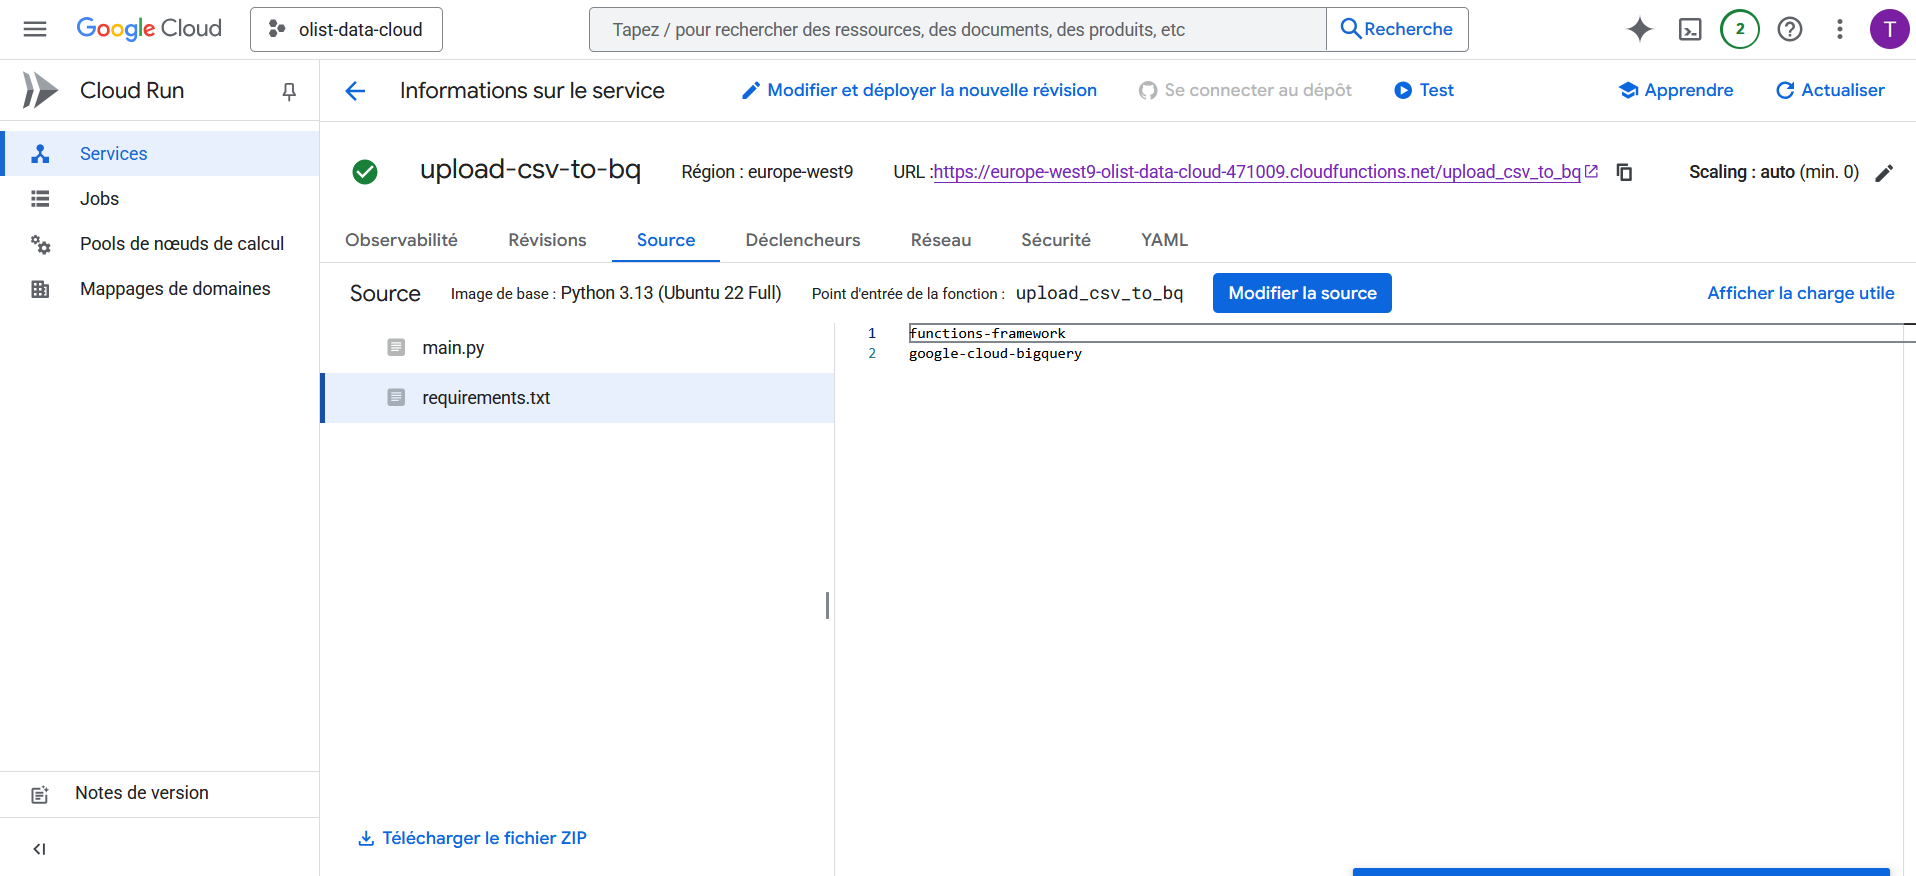 Google Cloud
olist-data-cloud
Tapez / pour rechercher des ressources, des documents, des produits, etc
Recherche
2
T
Cloud Run
Informations sur le service
Modifier et déployer la nouvelle révision
Se connecter au dépôt
Test
Apprendre
Actualiser
Services
Jobs
Pools de nœuds de calcul
Mappages de domaines
upload-csv-to-bq
Région : europe-west9
URL :https://europe-west9-olist-data-cloud-471009.cloudfunctions.net/upload_csv_to_bq
Scaling : auto (min. 0)
Observabilité
Révisions
Source
Déclencheurs
Réseau
Sécurité
YAML
Source
Image de base : Python 3.13 (Ubuntu 22 Full)
Point d'entrée de la fonction : upload_csv_to_bq
Modifier la source
Afficher la charge utile
main.py
requirements.txt
1 functions-framework
2 google-cloud-bigquery
Télécharger le fichier ZIP
Notes de version